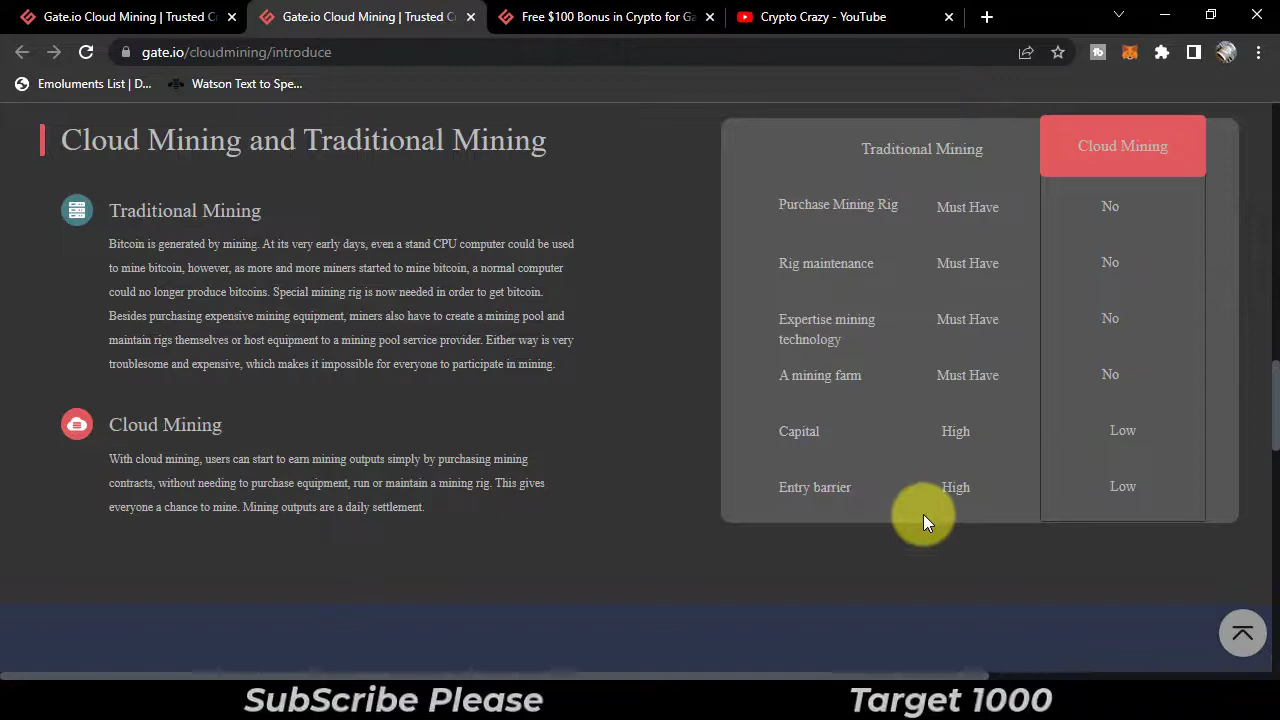 Gate.io Cloud Mining | Trusted C
Gate.io Cloud Mining | Trusted C
Free $100 Bonus in Crypto for Ga
Crypto Crazy - YouTube
gate.io/cloudmining/introduce
Emoluments List | D...
Watson Text to Spe...
Cloud Mining and Traditional Mining
Traditional Mining
Bitcoin is generated by mining. At its very early days, even a stand CPU computer could be used
to mine bitcoin, however, as more and more miners started to mine bitcoin, a normal computer
could no longer produce bitcoins. Special mining rig is now needed in order to get bitcoin.
Besides purchasing expensive mining equipment, miners also have to create a mining pool and
maintain rigs themselves or host equipment to a mining pool service provider. Either way is very
troublesome and expensive, which makes it impossible for everyone to participate in mining.
Cloud Mining
With cloud mining, users can start to earn mining outputs simply by purchasing mining
contracts, without needing to purchase equipment, run or maintain a mining rig. This gives
everyone a chance to mine. Mining outputs are a daily settlement.
Traditional Mining Cloud Mining
Purchase Mining Rig Must Have No
Rig maintenance Must Have No
Expertise mining Must Have No
technology
A mining farm Must Have No
Capital High Low
Entry barrier High Low
SubScribe Please Target 1000